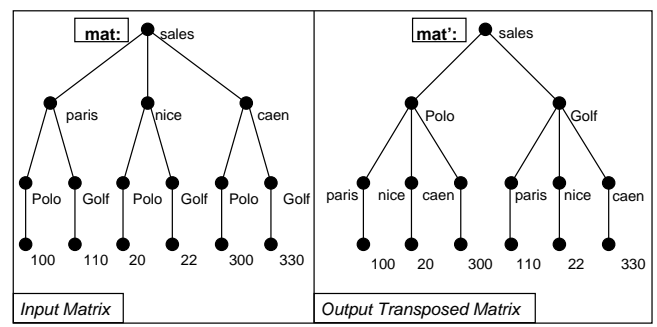 mat: sales
paris nice caen
Polo Golf Polo Golf Polo Golf
100 110 20 22 300 330
Input Matrix
mat’: sales
Polo Golf
paris nice caen paris nice caen
100 20 300 110 22 330
Output Transposed Matrix